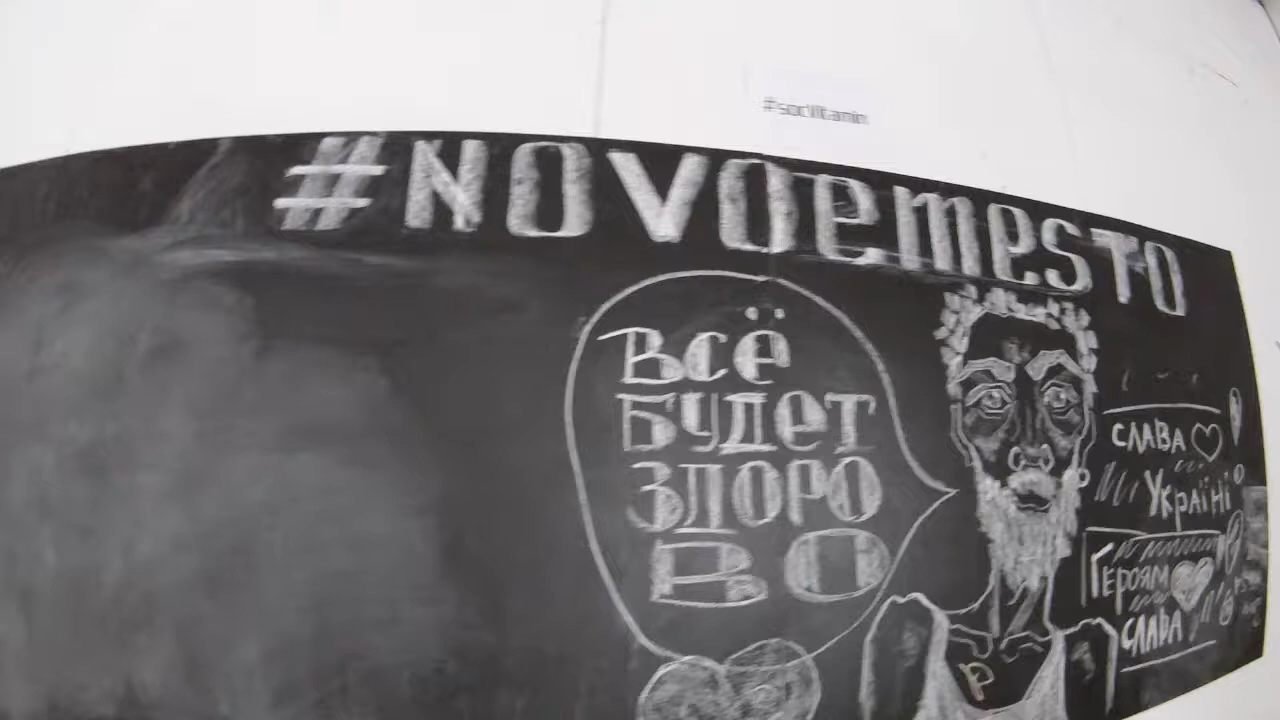 #socvitamin
#NOVOemesTO
Всё
БУДеТ
ЗДОРО
ВО
СЛАВА
Україні
Героям
СЛАВА
Р